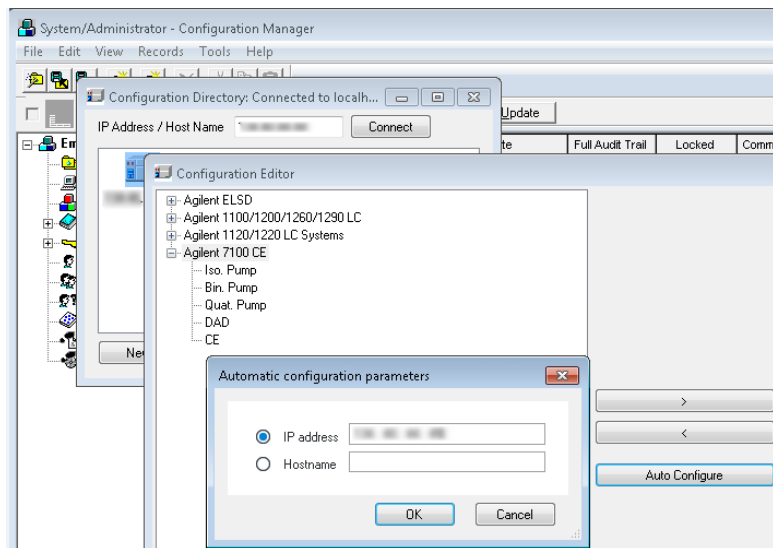 System/Administrator - Configuration Manager
File Edit View Records Tools Help
Configuration Directory: Connected to localh...
Update
IP Address / Host Name
Connect
Full Audit Trail Locked
Configuration Editor
Agilent ELSD
Agilent 1100/1200/1260/1290 LC
Agilent 1120/1220 LC Systems
Agilent 7100 CE
Iso. Pump
Bin. Pump
Quat. Pump
DAD
CE
Automatic configuration parameters
IP address
Hostname
OK Cancel
>
<
Auto Configure